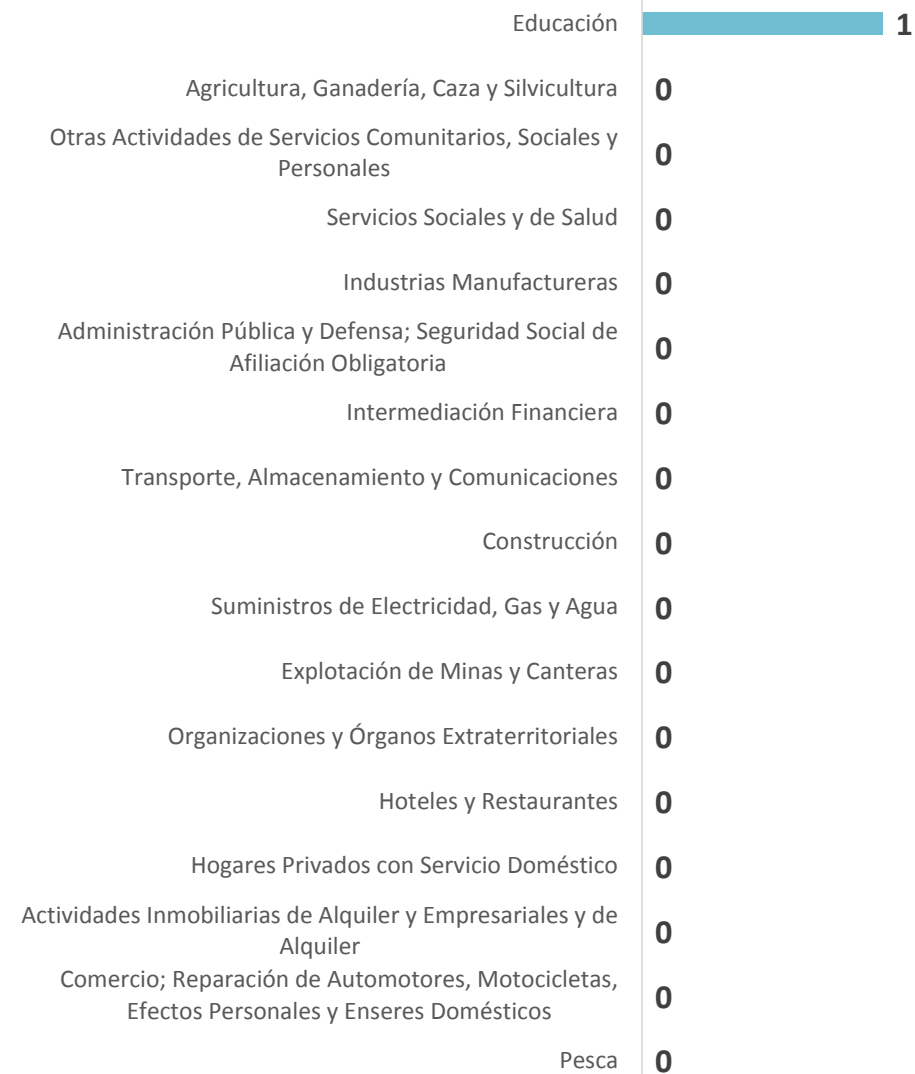 Educación 1
Agricultura, Ganadería, Caza y Silvicultura 0
Otras Actividades de Servicios Comunitarios, Sociales y
Personales 0
Servicios Sociales y de Salud 0
Industrias Manufactureras 0
Administración Pública y Defensa; Seguridad Social de
Afiliación Obligatoria 0
Intermediación Financiera 0
Transporte, Almacenamiento y Comunicaciones 0
Construcción 0
Suministros de Electricidad, Gas y Agua 0
Explotación de Minas y Canteras 0
Organizaciones y Órganos Extraterritoriales 0
Hoteles y Restaurantes 0
Hogares Privados con Servicio Doméstico 0
Actividades Inmobiliarias de Alquiler y Empresariales y de
Alquiler 0
Comercio; Reparación de Automotores, Motocicletas,
Efectos Personales y Enseres Domésticos 0
Pesca 0